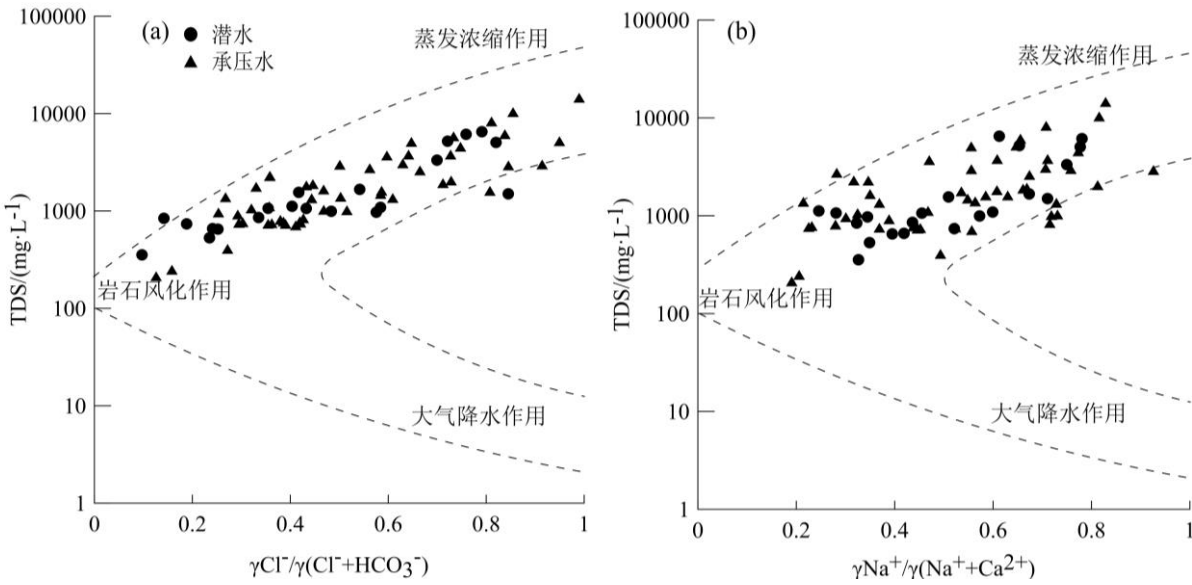 (a)
潜水
承压水
蒸发浓缩作用
岩石风化作用
大气降水作用
100000
10000
1000
100
10
1
TDS/(mg·L⁻¹)
0
0.2
0.4
0.6
0.8
1
γCl⁻/γ(Cl⁻+HCO₃⁻)
(b)
蒸发浓缩作用
岩石风化作用
大气降水作用
100000
10000
1000
100
10
1
TDS/(mg·L⁻¹)
0
0.2
0.4
0.6
0.8
1
γNa⁺/γ(Na⁺+Ca²⁺)